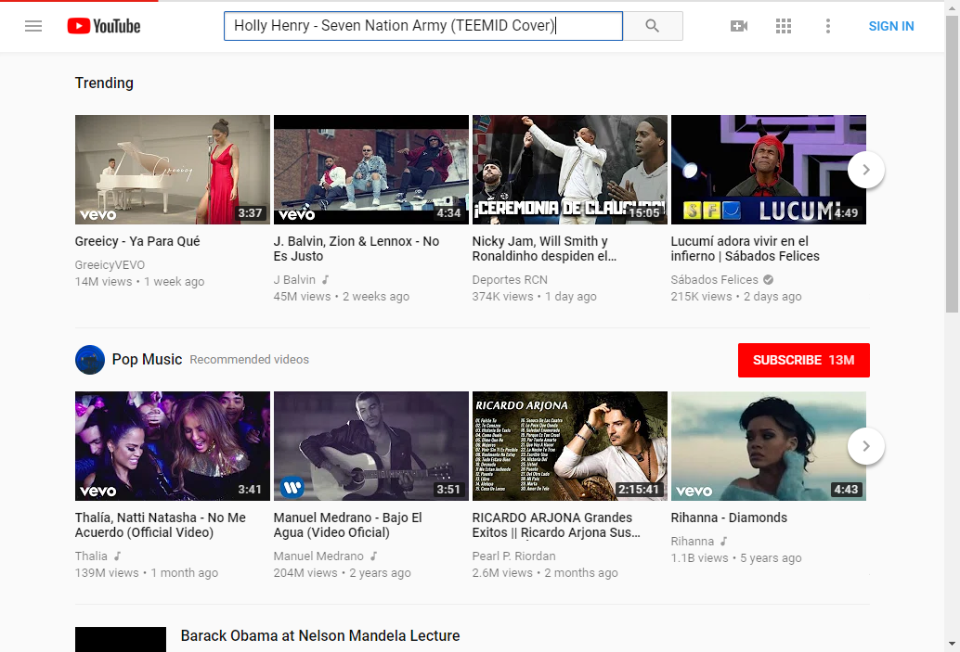 YouTube
Holly Henry - Seven Nation Army (TEEMID Cover)
SIGN IN
Trending
Greeicy
vevo
3:37
vevo
4:34
¡CEREMONIA DE CLAUSURA!
15:05
SFC LUCUMÍ
4:49
Greeicy - Ya Para Qué
GreeicyVEVO
14M views • 1 week ago
J. Balvin, Zion & Lennox - No
Es Justo
J Balvin
45M views • 2 weeks ago
Nicky Jam, Will Smith y
Ronaldinho despiden el…
Deportes RCN
374K views • 1 day ago
Lucumí adora vivir en el
infierno | Sábados Felices
Sábados Felices
215K views • 2 days ago
Pop Music Recommended videos
SUBSCRIBE 13M
vevo
3:41
3:51
RICARDO ARJONA
2:15:41
vevo
4:43
Thalía, Natti Natasha - No Me
Acuerdo (Official Video)
Thalia
139M views • 1 month ago
Manuel Medrano - Bajo El
Agua (Video Oficial)
Manuel Medrano
204M views • 2 years ago
RICARDO ARJONA Grandes
Exitos || Ricardo Arjona Sus…
Pearl P. Riordan
2.6M views • 2 months ago
Rihanna - Diamonds
Rihanna
1.1B views • 5 years ago
Barack Obama at Nelson Mandela Lecture